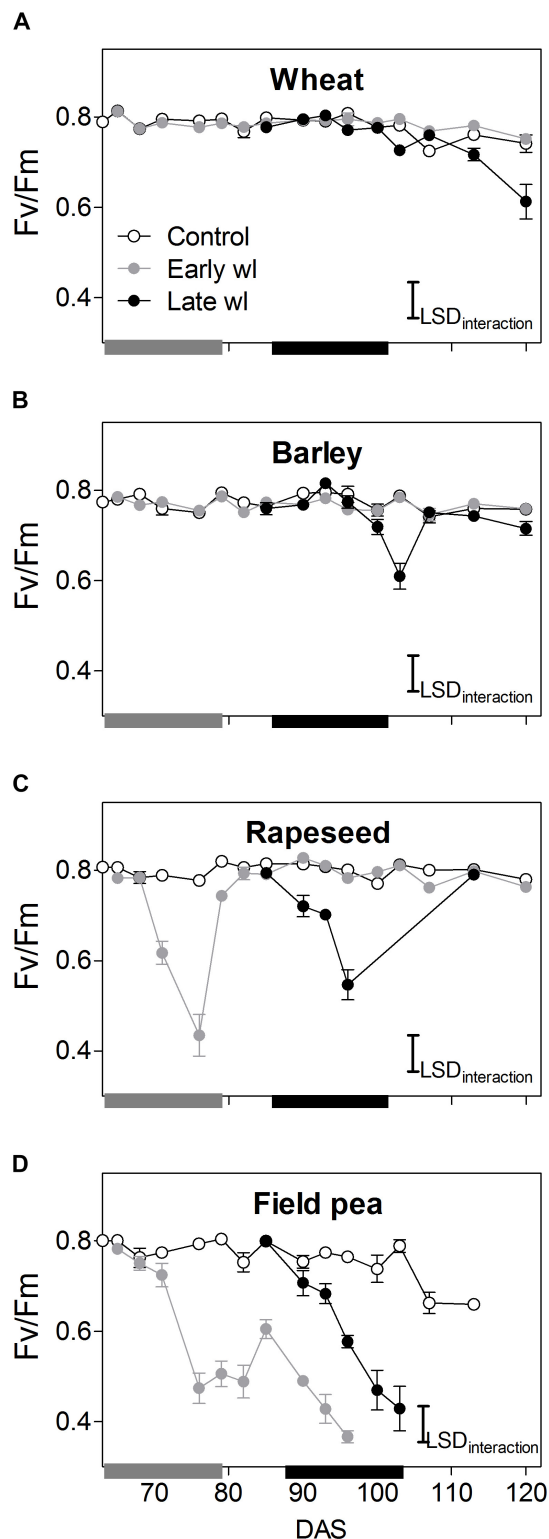 A
Wheat
Fv/Fm
0.8
0.6
0.4
Control
Early wl
Late wl
LSDinteraction
B
Barley
Fv/Fm
0.8
0.6
0.4
LSDinteraction
C
Rapeseed
Fv/Fm
0.8
0.6
0.4
LSDinteraction
D
Field pea
Fv/Fm
0.8
0.6
0.4
LSDinteraction
70 80 90 100 110 120
DAS